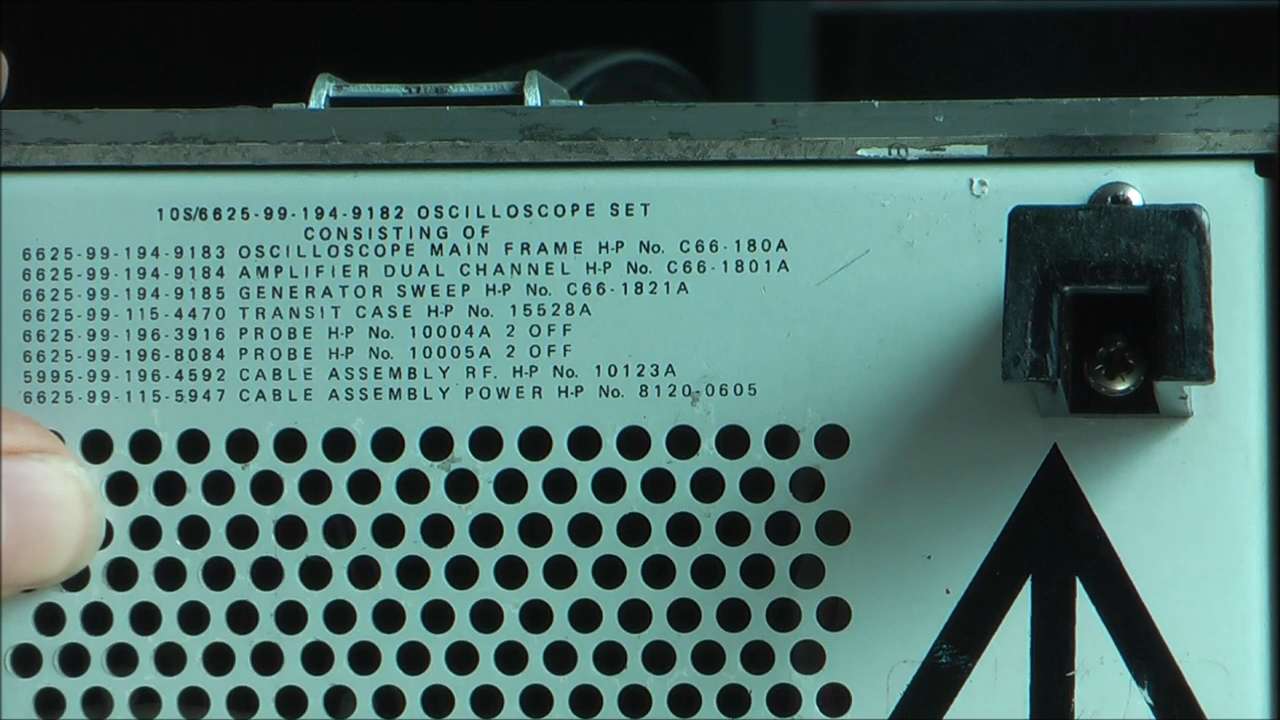 10S/6625-99-194-9182 OSCILLOSCOPE SET
CONSISTING OF
6625-99-194-9183 OSCILLOSCOPE MAIN FRAME H-P No. C66-180A
6625-99-194-9184 AMPLIFIER DUAL CHANNEL H-P No. C66-1801A
6625-99-194-9185 GENERATOR SWEEP H-P No. C66-1821A
6625-99-115-4470 TRANSIT CASE H-P No. 15528A
6625-99-196-3916 PROBE H-P No. 10004A 2 OFF
6625-99-196-8084 PROBE H-P No. 10005A 2 OFF
5995-99-196-4592 CABLE ASSEMBLY RF. H-P No. 10123A
6625-99-115-5947 CABLE ASSEMBLY POWER H-P No. 8120-0605